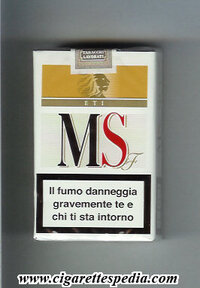 TABACCHI
LAVORATI
ETI
MS
F
Il fumo danneggia
gravemente te e
chi ti sta intorno
www.cigarettespedia.com